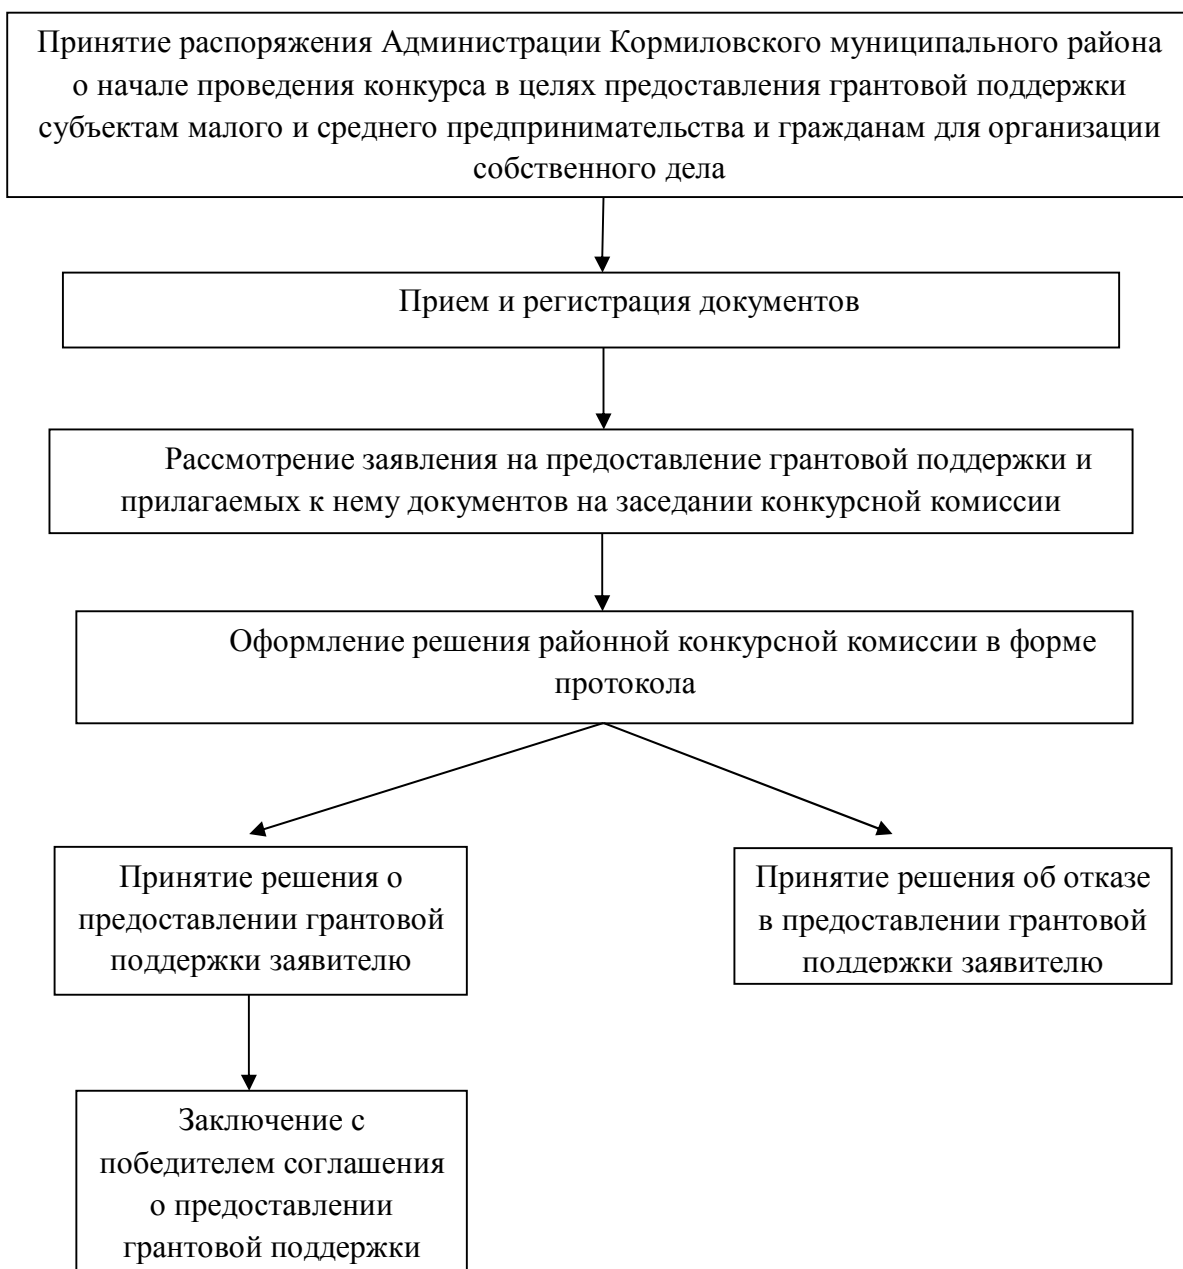 Принятие распоряжения Администрации Кормиловского муниципального района
о начале проведения конкурса в целях предоставления грантовой поддержки
субъектам малого и среднего предпринимательства и гражданам для организации
собственного дела
Прием и регистрация документов
Рассмотрение заявления на предоставление грантовой поддержки и
прилагаемых к нему документов на заседании конкурсной комиссии
Оформление решения районной конкурсной комиссии в форме
протокола
Принятие решения о
предоставлении грантовой
поддержки заявителю
Принятие решения об отказе
в предоставлении грантовой
поддержки заявителю
Заключение с
победителем соглашения
о предоставлении
грантовой поддержки